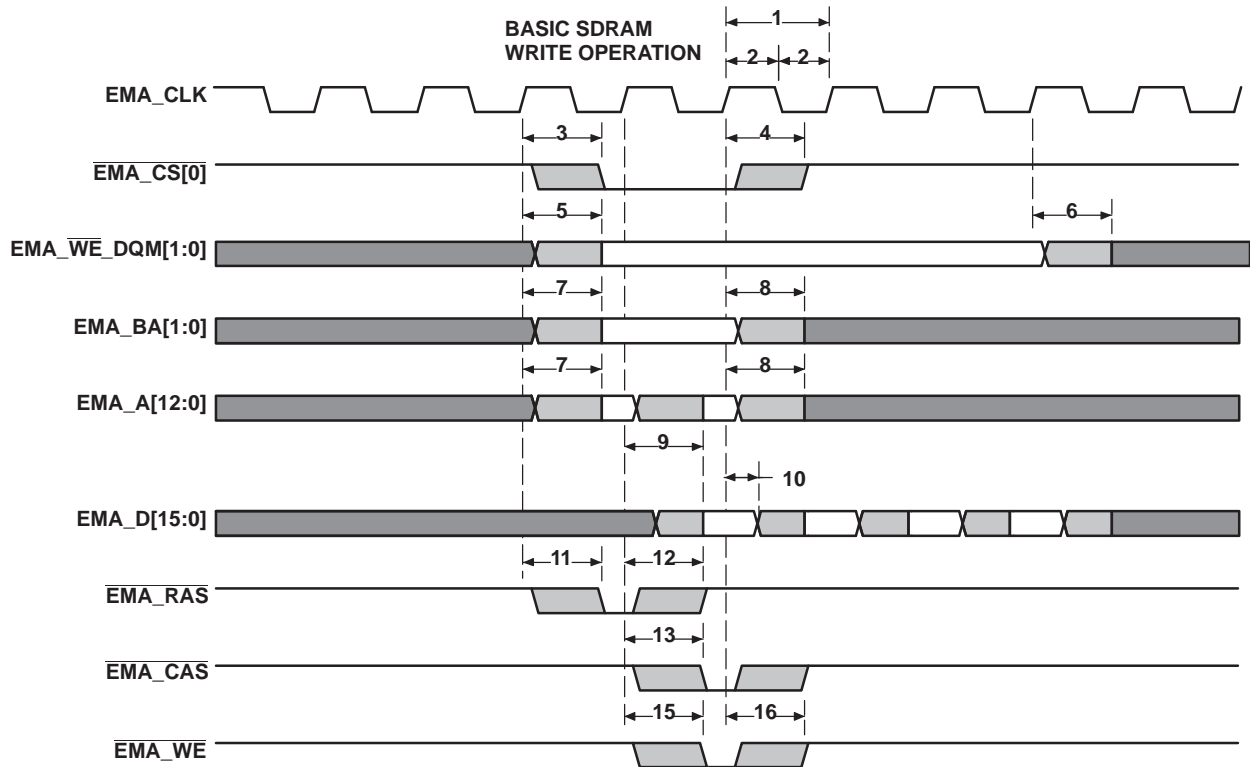 BASIC SDRAM
WRITE OPERATION
1
2 2
EMA_CLK
3 4
EMA_CS[0]
5 6
EMA_WE_DQM[1:0]
7 8
EMA_BA[1:0]
7 8
EMA_A[12:0]
9
10
EMA_D[15:0]
11 12
EMA_RAS
13
EMA_CAS
15 16
EMA_WE